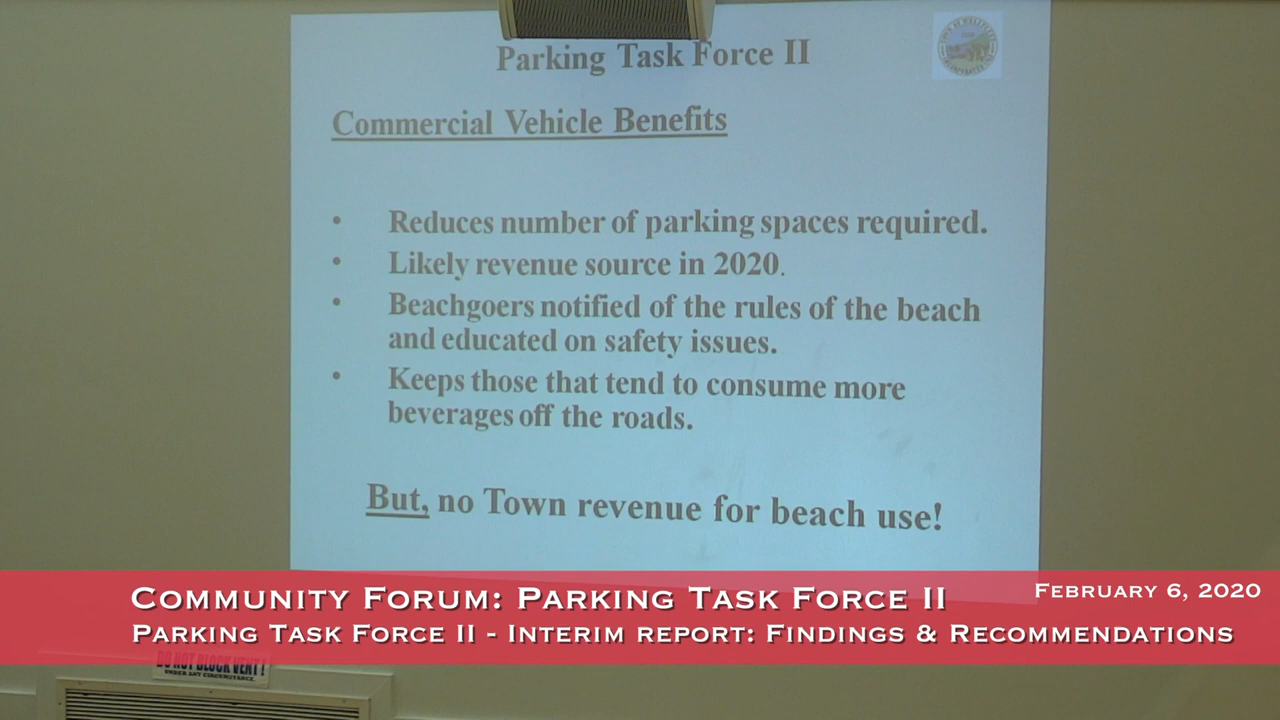 Parking Task Force II
Commercial Vehicle Benefits
• Reduces number of parking spaces required.
• Likely revenue source in 2020.
• Beachgoers notified of the rules of the beach
and educated on safety issues.
• Keeps those that tend to consume more
beverages off the roads.
But, no Town revenue for beach use!
Community Forum: Parking Task Force II
February 6, 2020
Parking Task Force II - Interim report: Findings & Recommendations
DO NOT BLOCK VENT!
UNDER ANY CIRCUMSTANCE.